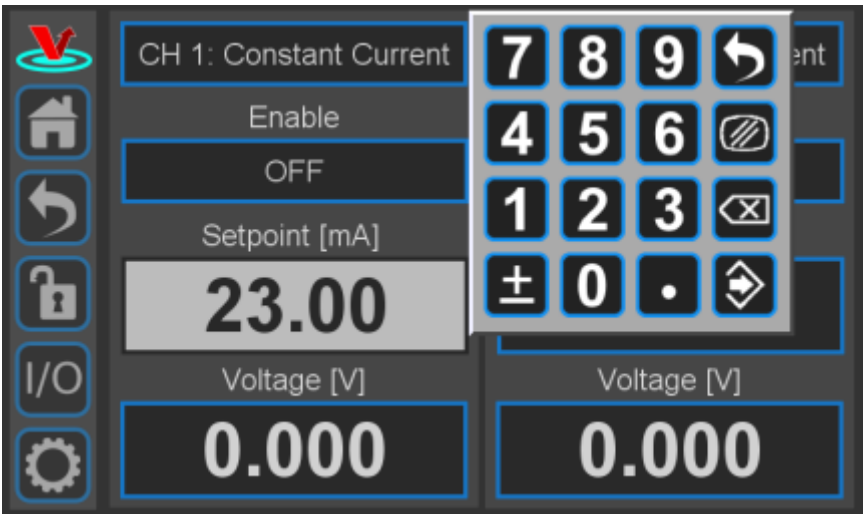 CH 1: Constant Current
ent
Enable
OFF
Setpoint [mA]
23.00
Voltage [V]
0.000
Voltage [V]
0.000
7 8 9
4 5 6
1 2 3
± 0 .
I/O